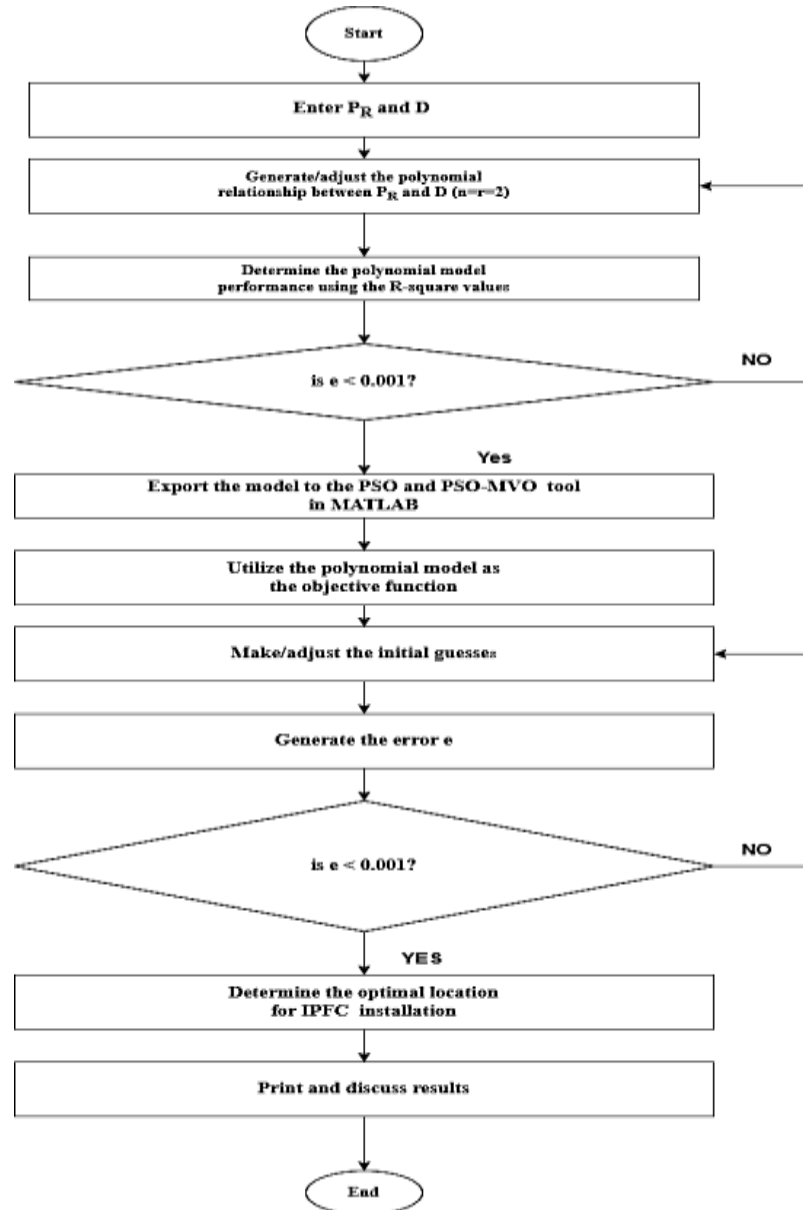 Start
Enter PR and D
Generate/adjust the polynomial
relationship between PR and D (n=r=2)
Determine the polynomial model
performance using the R-square values
is e < 0.001?
NO
Yes
Export the model to the PSO and PSO-MVO tool
in MATLAB
Utilize the polynomial model as
the objective function
Make/adjust the initial guesses
Generate the error e
is e < 0.001?
NO
YES
Determine the optimal location
for IPFC installation
Print and discuss results
End